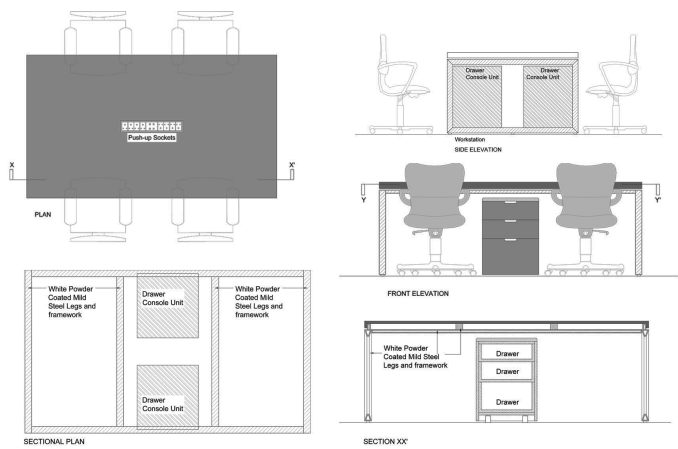 Push-up Sockets
X
X'
PLAN
Drawer
Console Unit
Drawer
Console Unit
Workstation
SIDE ELEVATION
Y
Y'
FRONT ELEVATION
White Powder
Coated Mild
Steel Legs and
framework
Drawer
Console Unit
White Powder
Coated Mild
Steel Legs and
framework
Drawer
Console Unit
SECTIONAL PLAN
White Powder
Coated Mild Steel
Legs and framework
Drawer
Drawer
Drawer
SECTION XX'